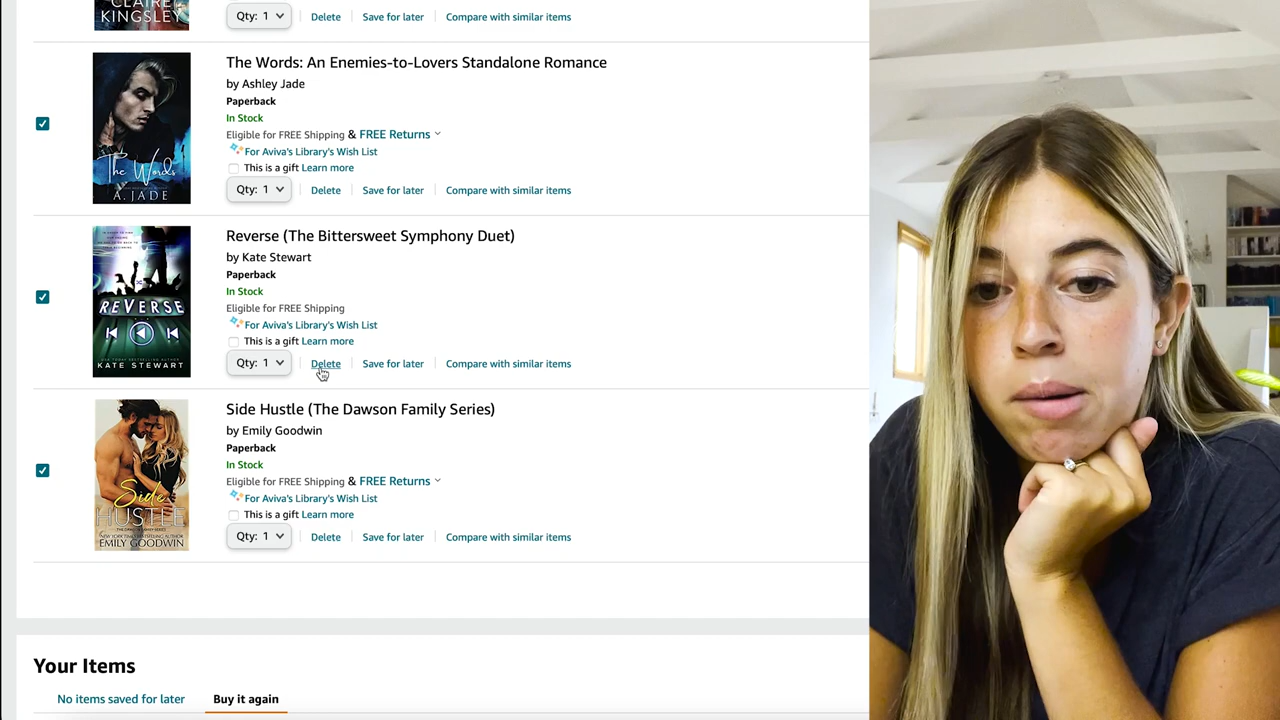 CLAIRE
KINGSLEY
Qty: 1
Delete
Save for later
Compare with similar items
The Words: An Enemies-to-Lovers Standalone Romance
by Ashley Jade
Paperback
In Stock
Eligible for FREE Shipping & FREE Returns
For Aviva's Library's Wish List
This is a gift Learn more
Qty: 1
Delete
Save for later
Compare with similar items
The Words
A. JADE
Reverse (The Bittersweet Symphony Duet)
by Kate Stewart
Paperback
In Stock
Eligible for FREE Shipping
For Aviva's Library's Wish List
This is a gift Learn more
Qty: 1
Delete
Save for later
Compare with similar items
REVERSE
KATE STEWART
Side Hustle (The Dawson Family Series)
by Emily Goodwin
Paperback
In Stock
Eligible for FREE Shipping & FREE Returns
For Aviva's Library's Wish List
This is a gift Learn more
Qty: 1
Delete
Save for later
Compare with similar items
Side
HUSTLE
EMILY GOODWIN
Your Items
No items saved for later
Buy it again